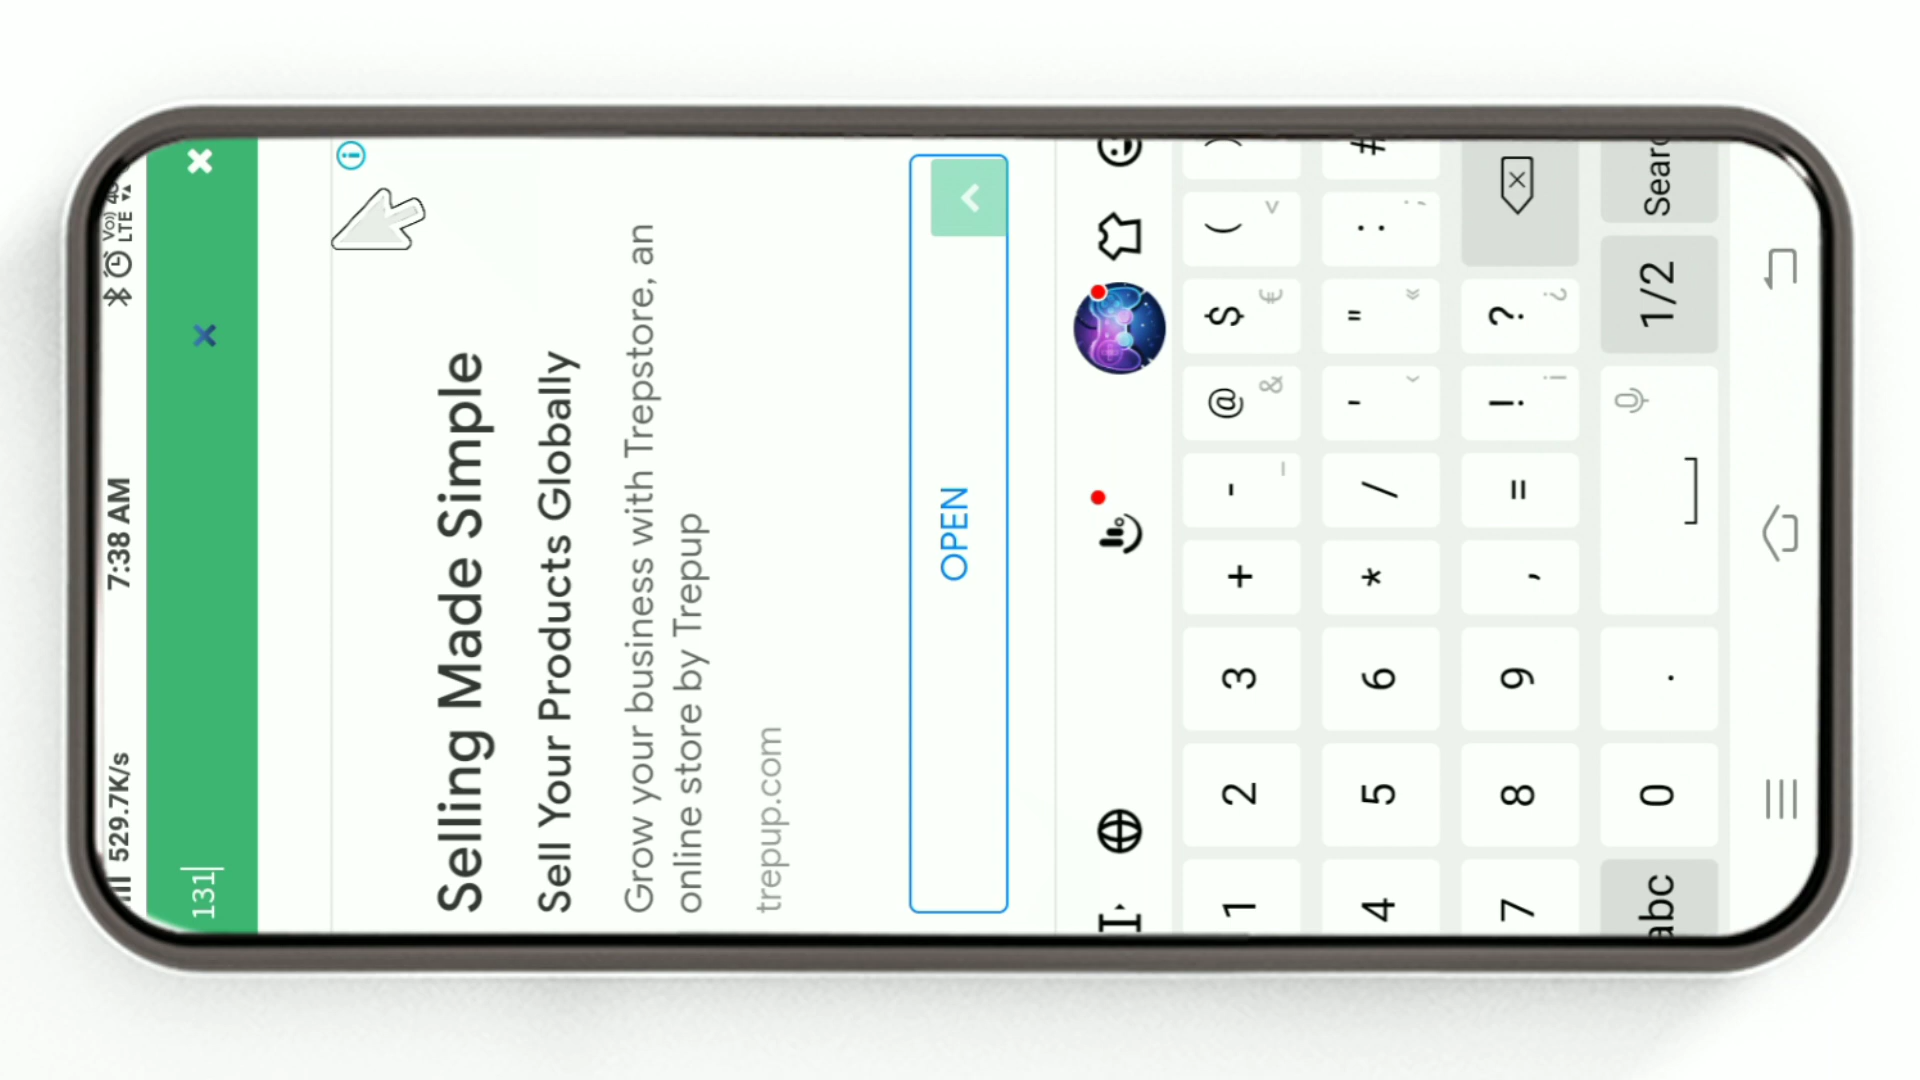 529.7K/s 7:38 AM Vo)) LTE
131
Selling Made Simple
Sell Your Products Globally
Grow your business with Trepstore, an
online store by Trepup
trepup.com
OPEN
1 2 3 + - _ @ & $ € ( < )
4 5 6 * / ' ‹ " « : ; #
7 8 9 , = ! ¡ ? ¿
abc 0 . 1/2 Sear